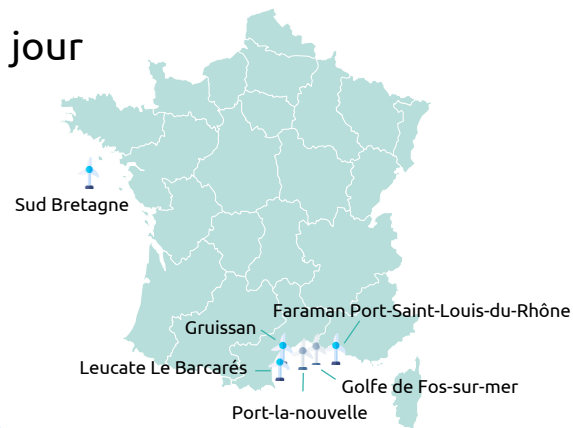 jour
Sud Bretagne
Faraman Port-Saint-Louis-du-Rhône
Gruissan
Leucate Le Barcarés
Golfe de Fos-sur-mer
Port-la-nouvelle